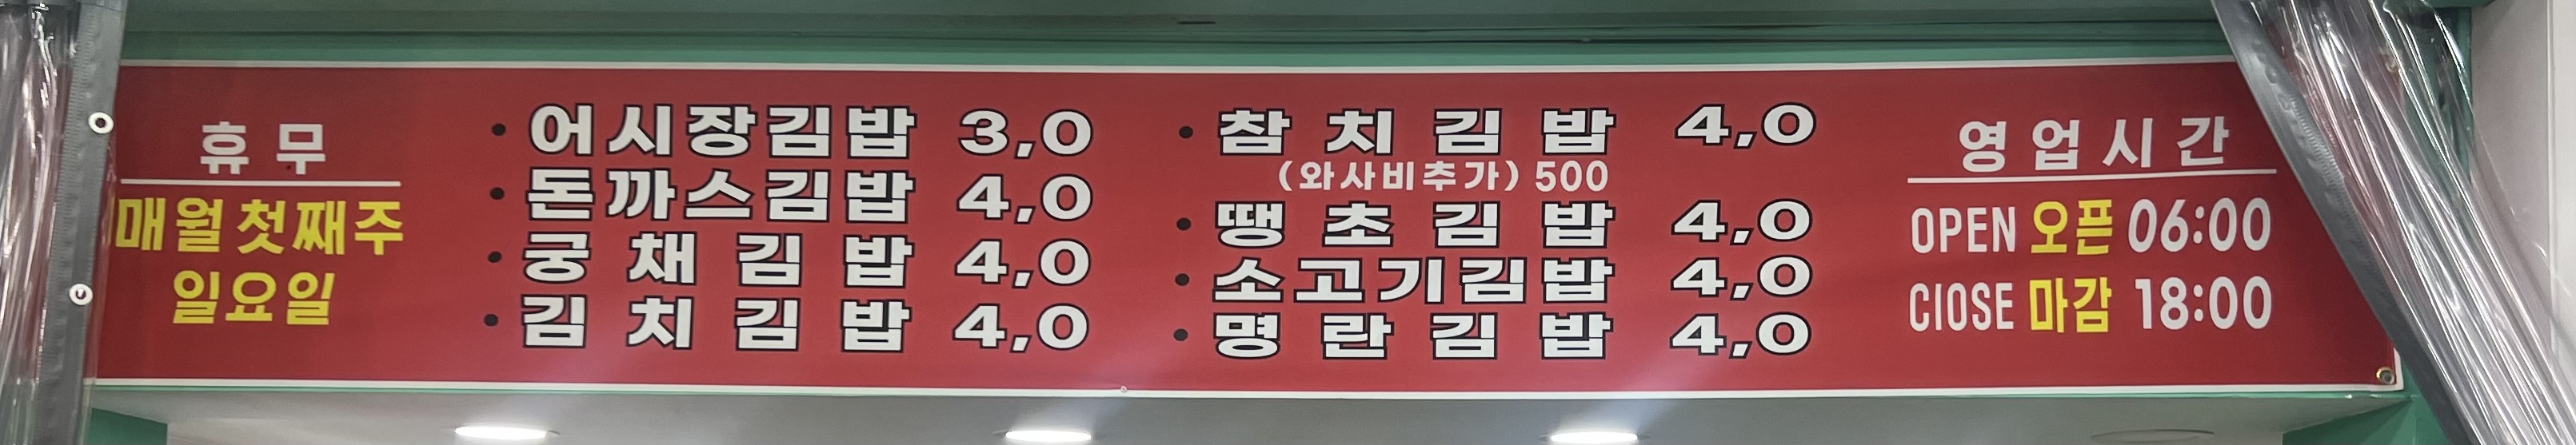 휴무
매월첫째주
일요일
• 어시장김밥 3,0
• 돈까스김밥 4,0
• 궁채김밥 4,0
• 김치김밥 4,0
• 참치김밥 4,0
(와사비추가) 500
• 땡초김밥 4,0
• 소고기김밥 4,0
• 명란김밥 4,0
영업시간
OPEN 오픈 06:00
ClOSE 마감 18:00